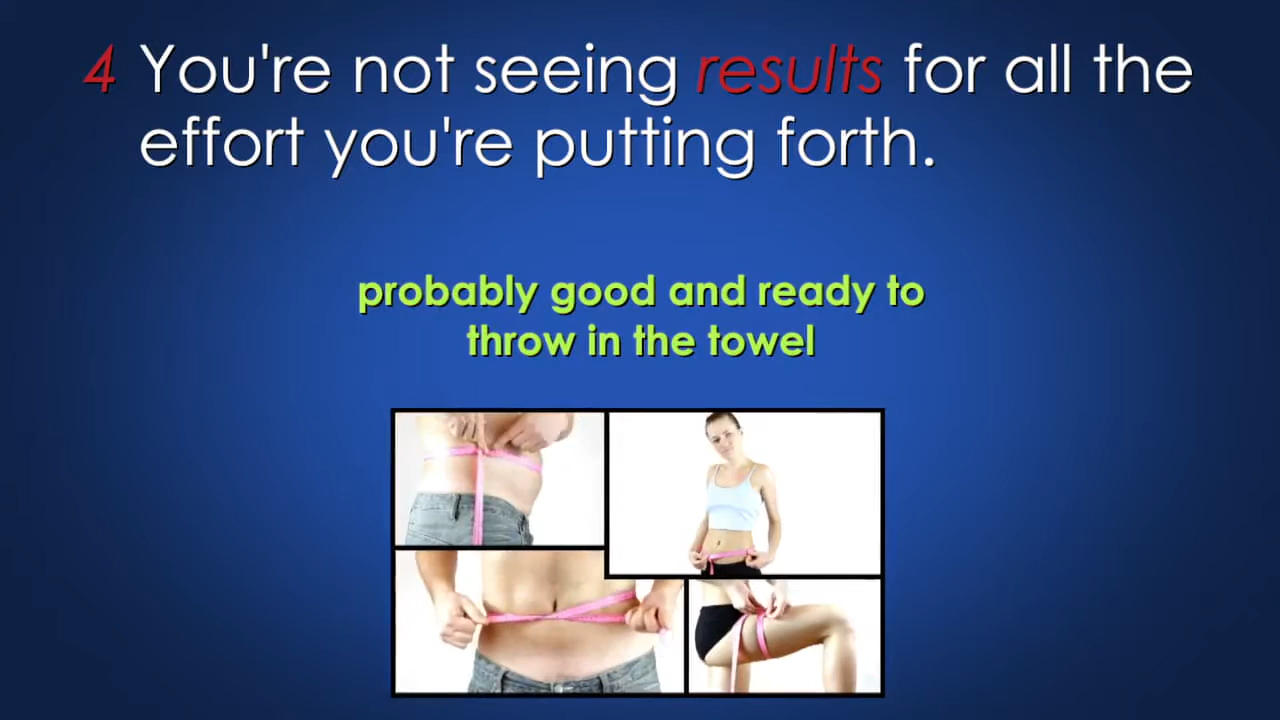 4 You're not seeing results for all the
effort you're putting forth.
probably good and ready to
throw in the towel